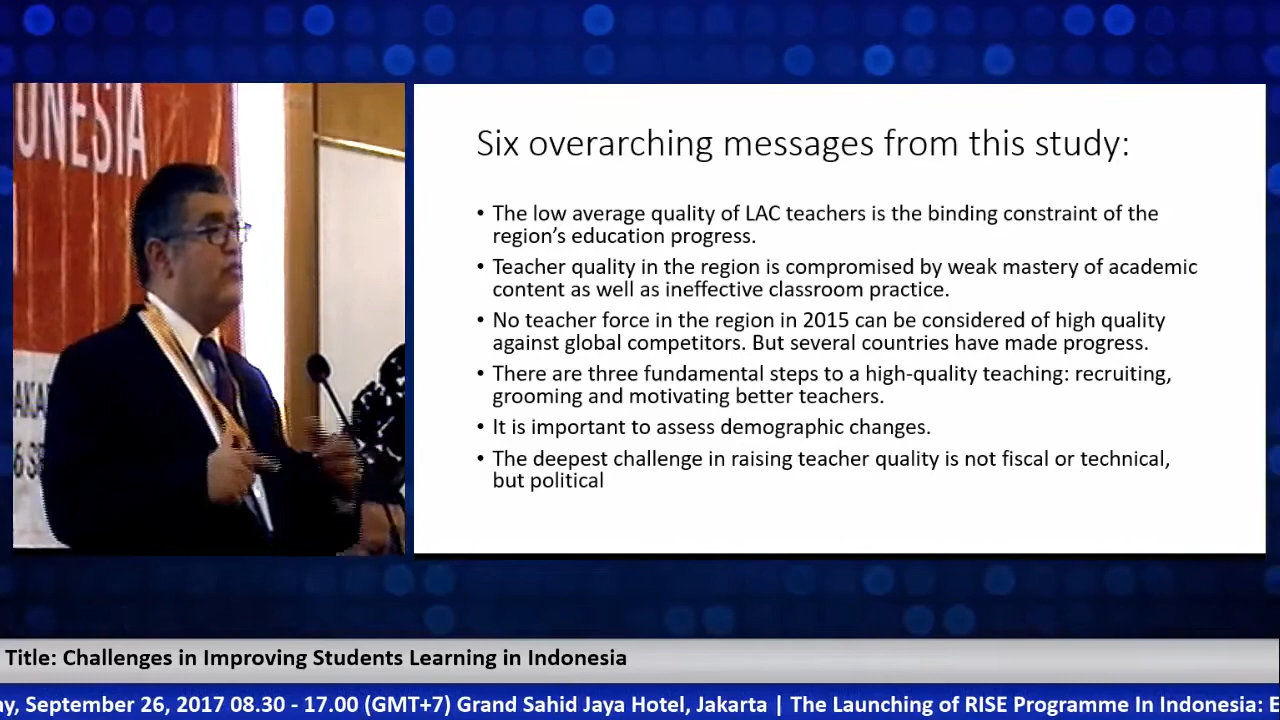 ONESIA
Six overarching messages from this study:
• The low average quality of LAC teachers is the binding constraint of the
region's education progress.
• Teacher quality in the region is compromised by weak mastery of academic
content as well as ineffective classroom practice.
• No teacher force in the region in 2015 can be considered of high quality
against global competitors. But several countries have made progress.
• There are three fundamental steps to a high-quality teaching: recruiting,
grooming and motivating better teachers.
• It is important to assess demographic changes.
• The deepest challenge in raising teacher quality is not fiscal or technical,
but political
Title: Challenges in Improving Students Learning in Indonesia
ay, September 26, 2017 08.30 - 17.00 (GMT+7) Grand Sahid Jaya Hotel, Jakarta | The Launching of RISE Programme In Indonesia: E